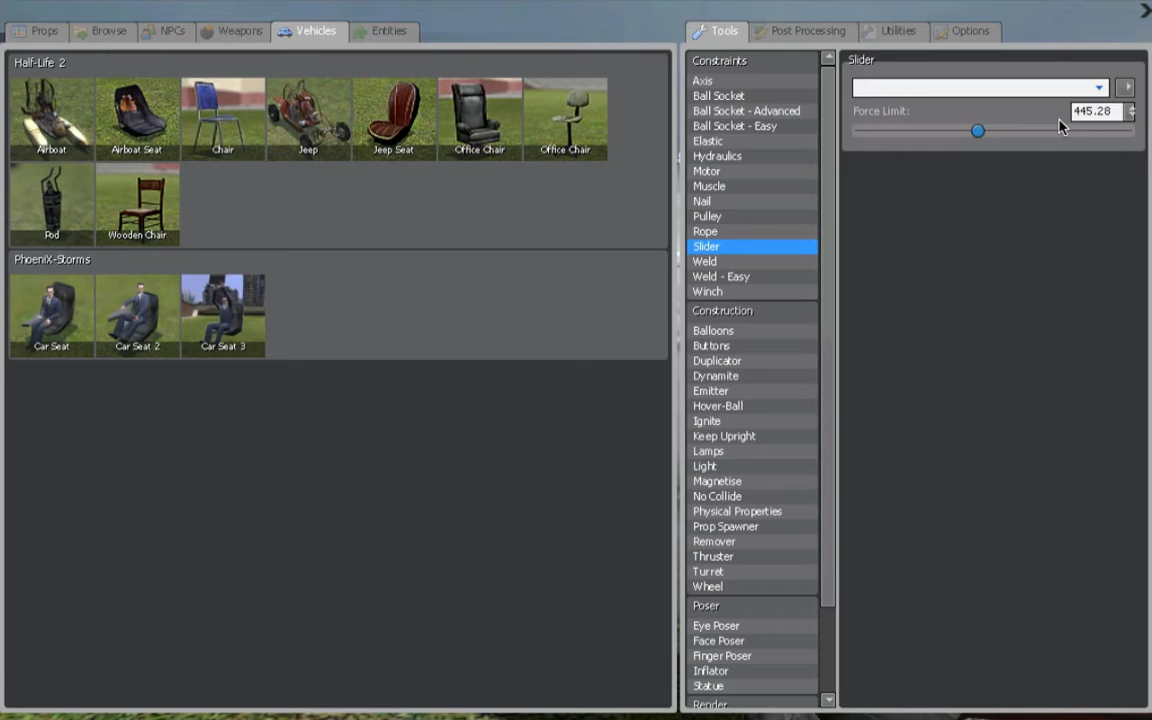 Props Browse NPCs Weapons Vehicles Entities
Half-Life 2
Airboat Airboat Seat Chair Jeep Jeep Seat Office Chair Office Chair
Pod Wooden Chair
PhoeniX-Storms
Car Seat Car Seat 2 Car Seat 3
Tools Post Processing Utilities Options
Constraints
Axis
Ball Socket
Ball Socket - Advanced
Ball Socket - Easy
Elastic
Hydraulics
Motor
Muscle
Nail
Pulley
Rope
Slider
Weld
Weld - Easy
Winch
Construction
Balloons
Buttons
Duplicator
Dynamite
Emitter
Hover-Ball
Ignite
Keep Upright
Lamps
Light
Magnetise
No Collide
Physical Properties
Prop Spawner
Remover
Thruster
Turret
Wheel
Poser
Eye Poser
Face Poser
Finger Poser
Inflator
Statue
Render
Slider
Force Limit: 445.28